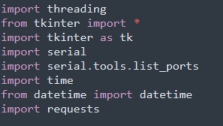 import threading
from tkinter import *
import tkinter as tk
import serial
import serial.tools.list_ports
import time
from datetime import datetime
import requests